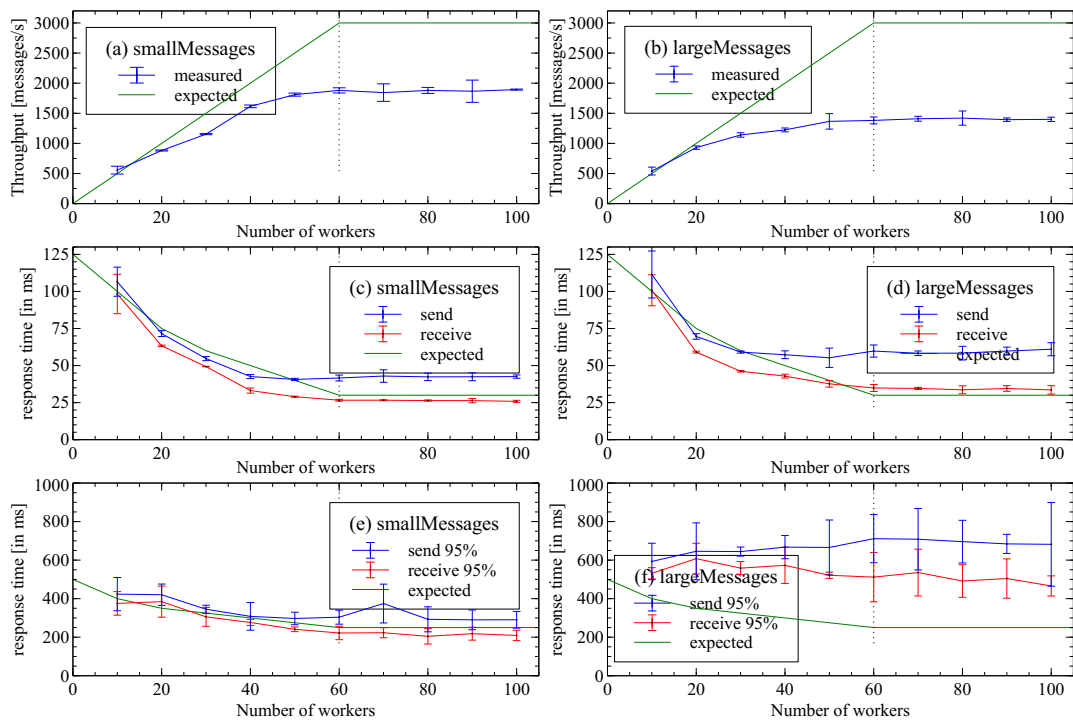 Throughput [messages/s]
3000
2500
2000
1500
1000
500
0
(a) smallMessages
measured
expected
0
20
40
60
80
100
Number of workers
Throughput [messages/s]
3000
2500
2000
1500
1000
500
0
(b) largeMessages
measured
expected
0
20
40
60
80
100
Number of workers
response time [in ms]
125
100
75
50
25
0
(c) smallMessages
send
receive
expected
0
20
40
60
80
100
Number of workers
response time [in ms]
125
100
75
50
25
0
(d) largeMessages
send
receive
expected
0
20
40
60
80
100
Number of workers
response time [in ms]
1000
800
600
400
200
0
(e) smallMessages
send 95%
receive 95%
expected
0
20
40
60
80
100
Number of workers
response time [in ms]
1000
800
600
400
200
0
(f) largeMessages
send 95%
receive 95%
expected
0
20
40
60
80
100
Number of workers